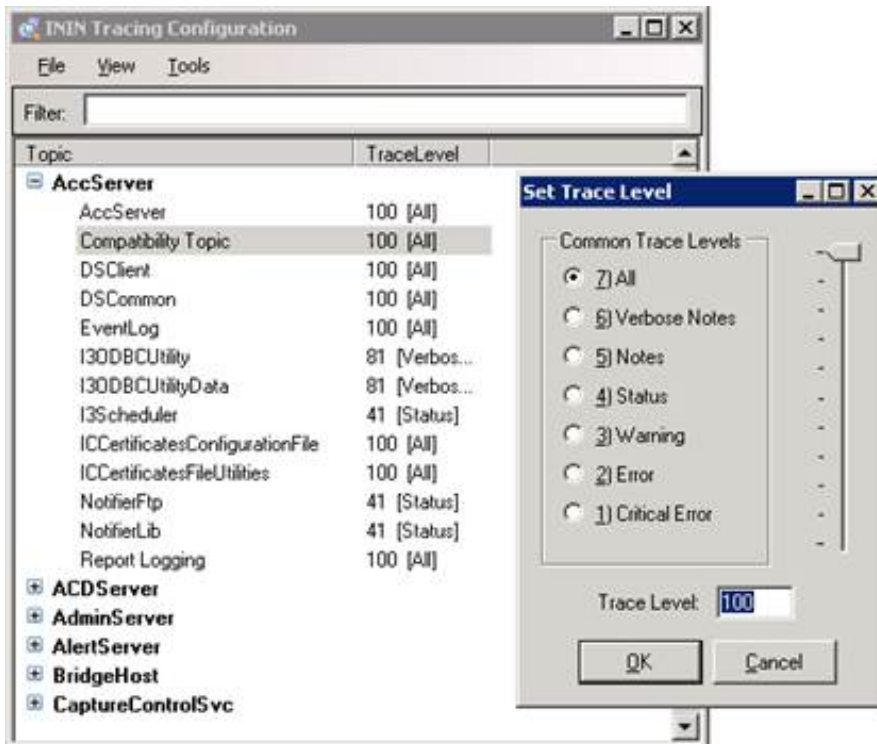 ININ Tracing Configuration
File View Tools
Filter:
Topic TraceLevel
AccServer
AccServer 100 [All]
Compatibility Topic 100 [All]
DSClient 100 [All]
DSCommon 100 [All]
EventLog 100 [All]
I3ODBCUtility 81 [Verbos...
I3ODBCUtilityData 81 [Verbos...
I3Scheduler 41 [Status]
ICCertificatesConfigurationFile 100 [All]
ICCertificatesFileUtilities 100 [All]
NotifierFtp 41 [Status]
NotifierLib 41 [Status]
Report Logging 100 [All]
ACDServer
AdminServer
AlertServer
BridgeHost
CaptureControlSvc
Set Trace Level
Common Trace Levels
7) All
6) Verbose Notes
5) Notes
4) Status
3) Warning
2) Error
1) Critical Error
Trace Level: 100
OK Cancel